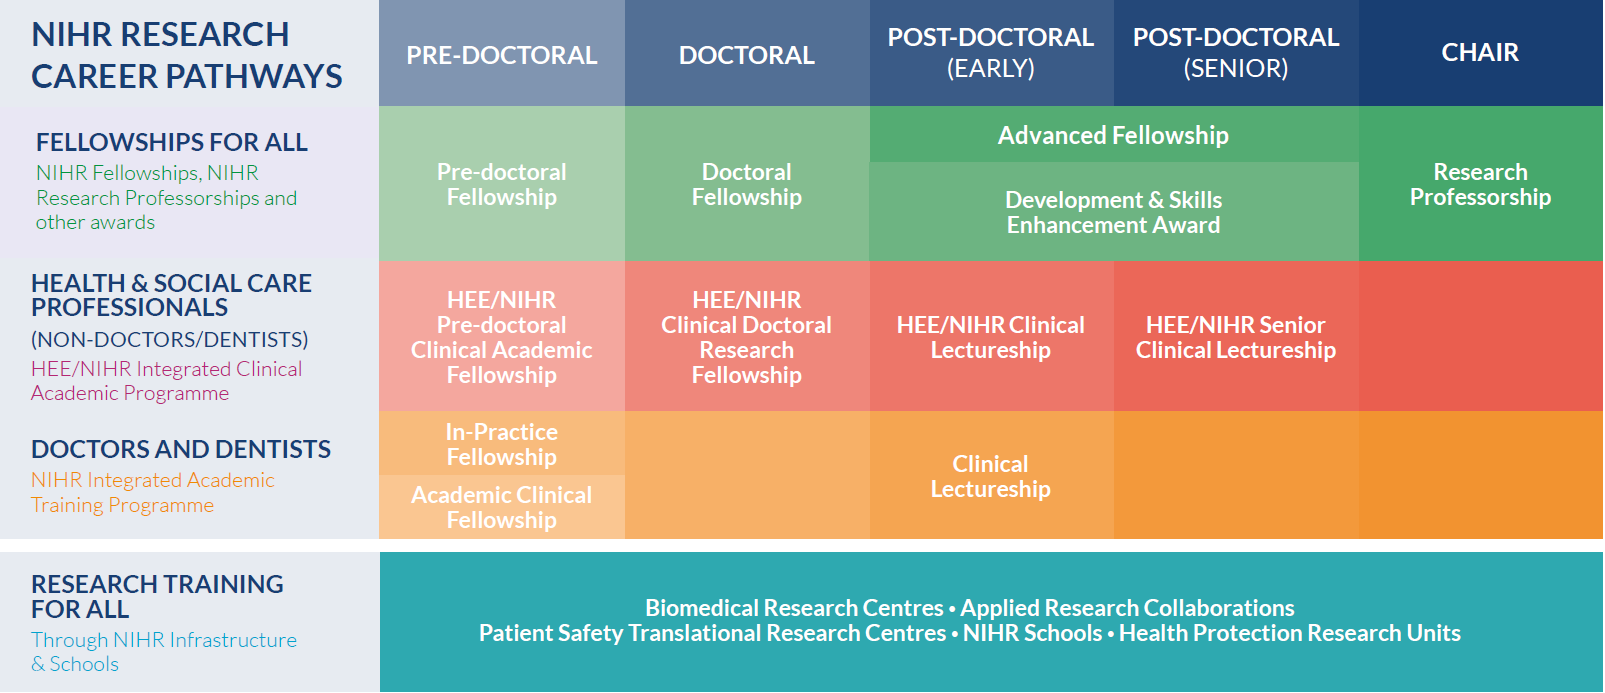 NIHR RESEARCH
CAREER PATHWAYS
PRE-DOCTORAL
DOCTORAL
POST-DOCTORAL
(EARLY)
POST-DOCTORAL
(SENIOR)
CHAIR
FELLOWSHIPS FOR ALL
NIHR Fellowships, NIHR
Research Professorships and
other awards
Pre-doctoral
Fellowship
Doctoral
Fellowship
Advanced Fellowship
Development & Skills
Enhancement Award
Research
Professorship
HEALTH & SOCIAL CARE
PROFESSIONALS
(NON-DOCTORS/DENTISTS)
HEE/NIHR Integrated Clinical
Academic Programme
HEE/NIHR
Pre-doctoral
Clinical Academic
Fellowship
HEE/NIHR
Clinical Doctoral
Research
Fellowship
HEE/NIHR Clinical
Lectureship
HEE/NIHR Senior
Clinical Lectureship
DOCTORS AND DENTISTS
NIHR Integrated Academic
Training Programme
In-Practice
Fellowship
Academic Clinical
Fellowship
Clinical
Lectureship
RESEARCH TRAINING
FOR ALL
Through NIHR Infrastructure
& Schools
Biomedical Research Centres • Applied Research Collaborations
Patient Safety Translational Research Centres • NIHR Schools • Health Protection Research Units